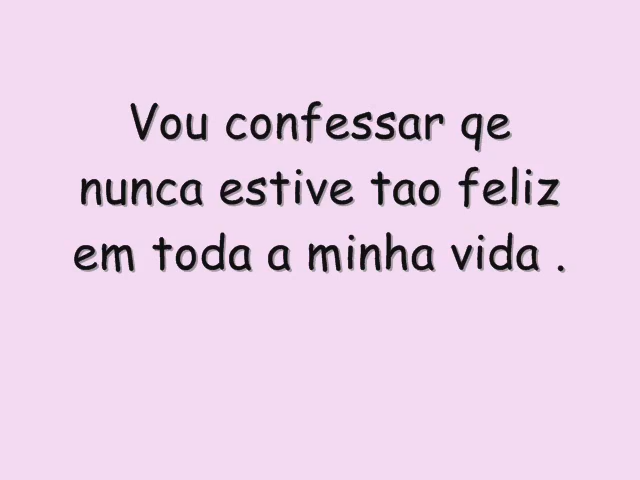 Vou confessar qe
nunca estive tao feliz
em toda a minha vida .